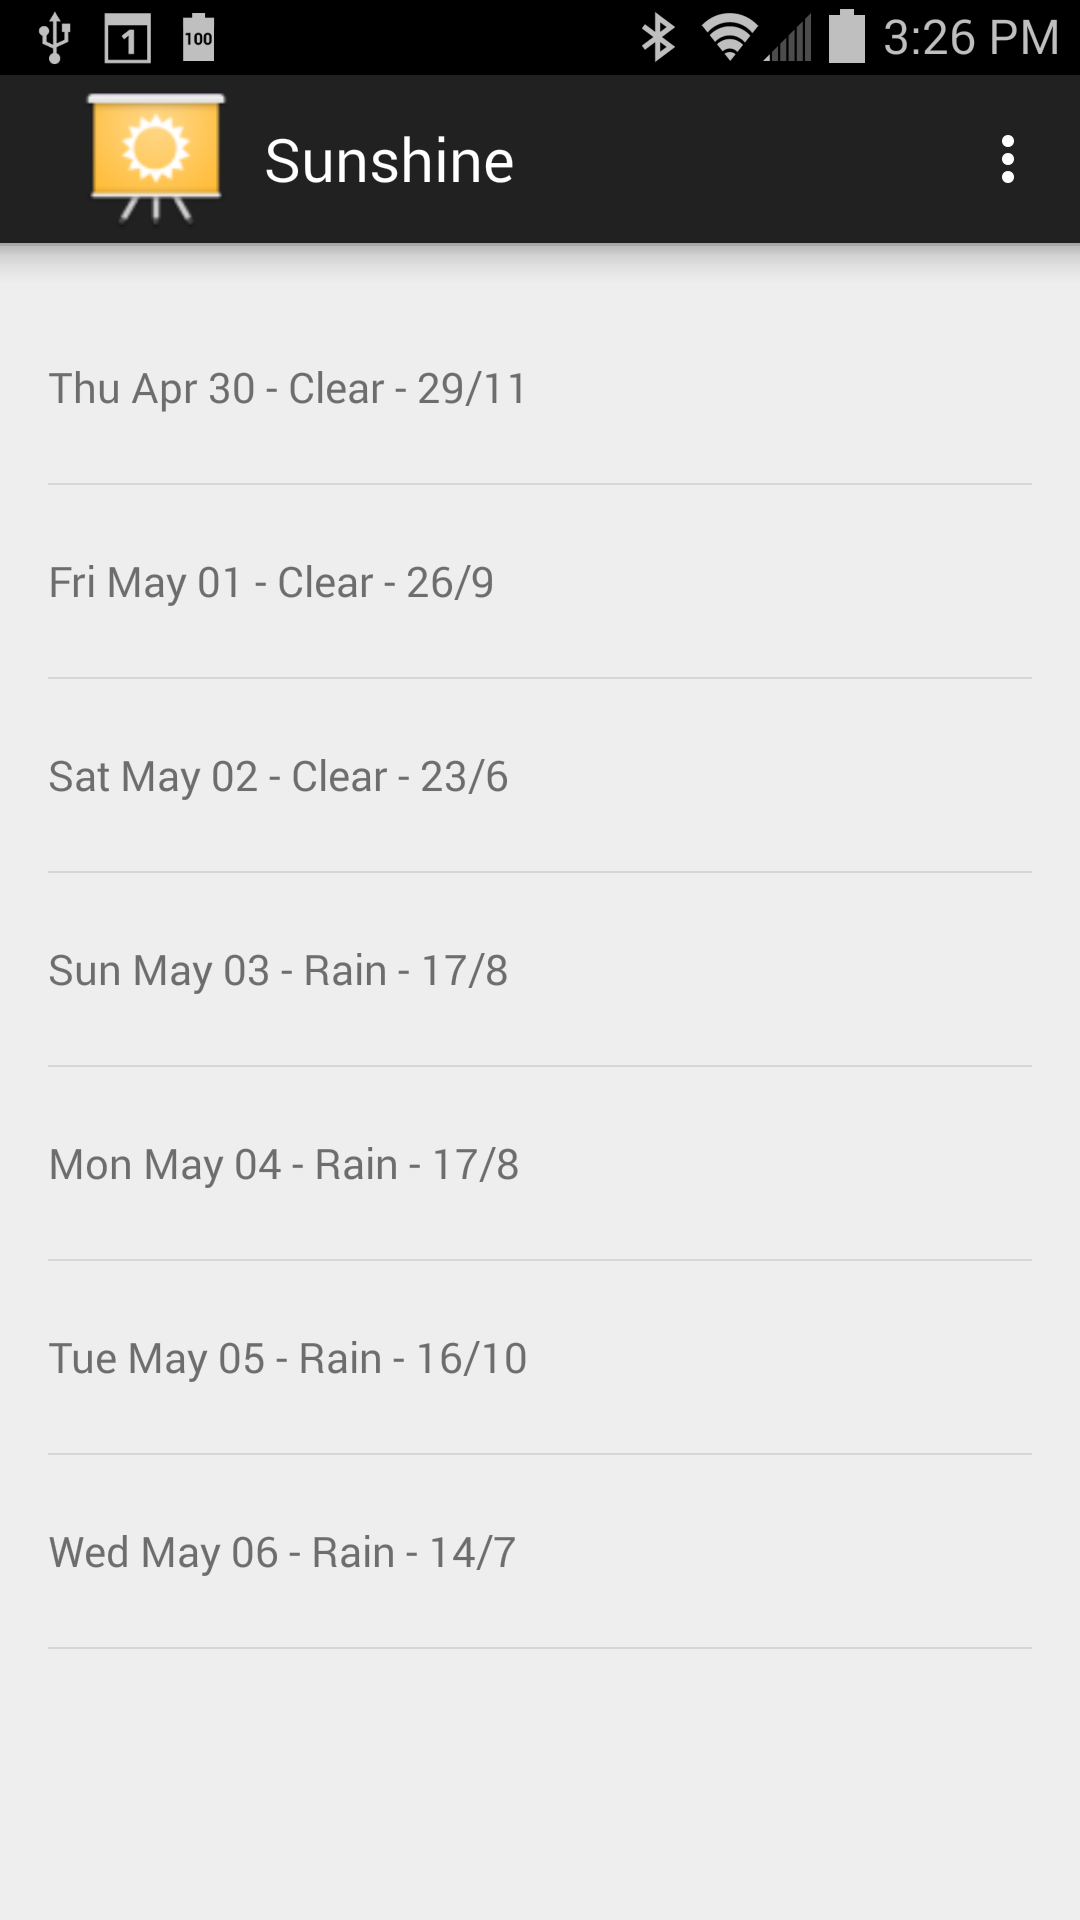 1 100 3:26 PM
Sunshine
Thu Apr 30 - Clear - 29/11
Fri May 01 - Clear - 26/9
Sat May 02 - Clear - 23/6
Sun May 03 - Rain - 17/8
Mon May 04 - Rain - 17/8
Tue May 05 - Rain - 16/10
Wed May 06 - Rain - 14/7